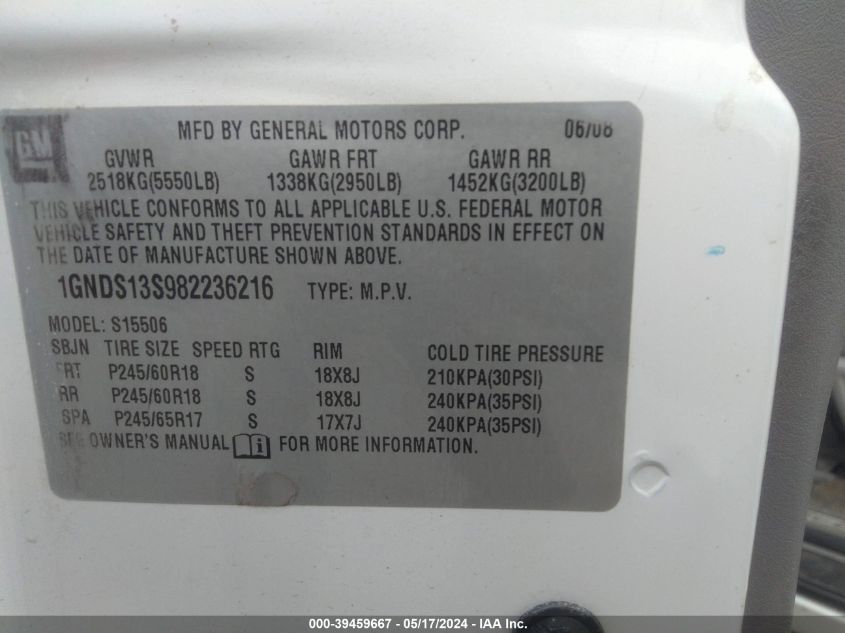 GM
MFD BY GENERAL MOTORS CORP. 06/08
GVWR GAWR FRT GAWR RR
2518KG(5550LB) 1338KG(2950LB) 1452KG(3200LB)
THIS VEHICLE CONFORMS TO ALL APPLICABLE U.S. FEDERAL MOTOR
VEHICLE SAFETY AND THEFT PREVENTION STANDARDS IN EFFECT ON
THE DATE OF MANUFACTURE SHOWN ABOVE.
1GNDS13S982236216 TYPE: M.P.V.
MODEL: S15506
SBJN TIRE SIZE SPEED RTG RIM COLD TIRE PRESSURE
FRT P245/60R18 S 18X8J 210KPA(30PSI)
RR P245/60R18 S 18X8J 240KPA(35PSI)
SPA P245/65R17 S 17X7J 240KPA(35PSI)
SEE OWNER'S MANUAL FOR MORE INFORMATION.
000-39459667 - 05/17/2024 - IAA Inc.